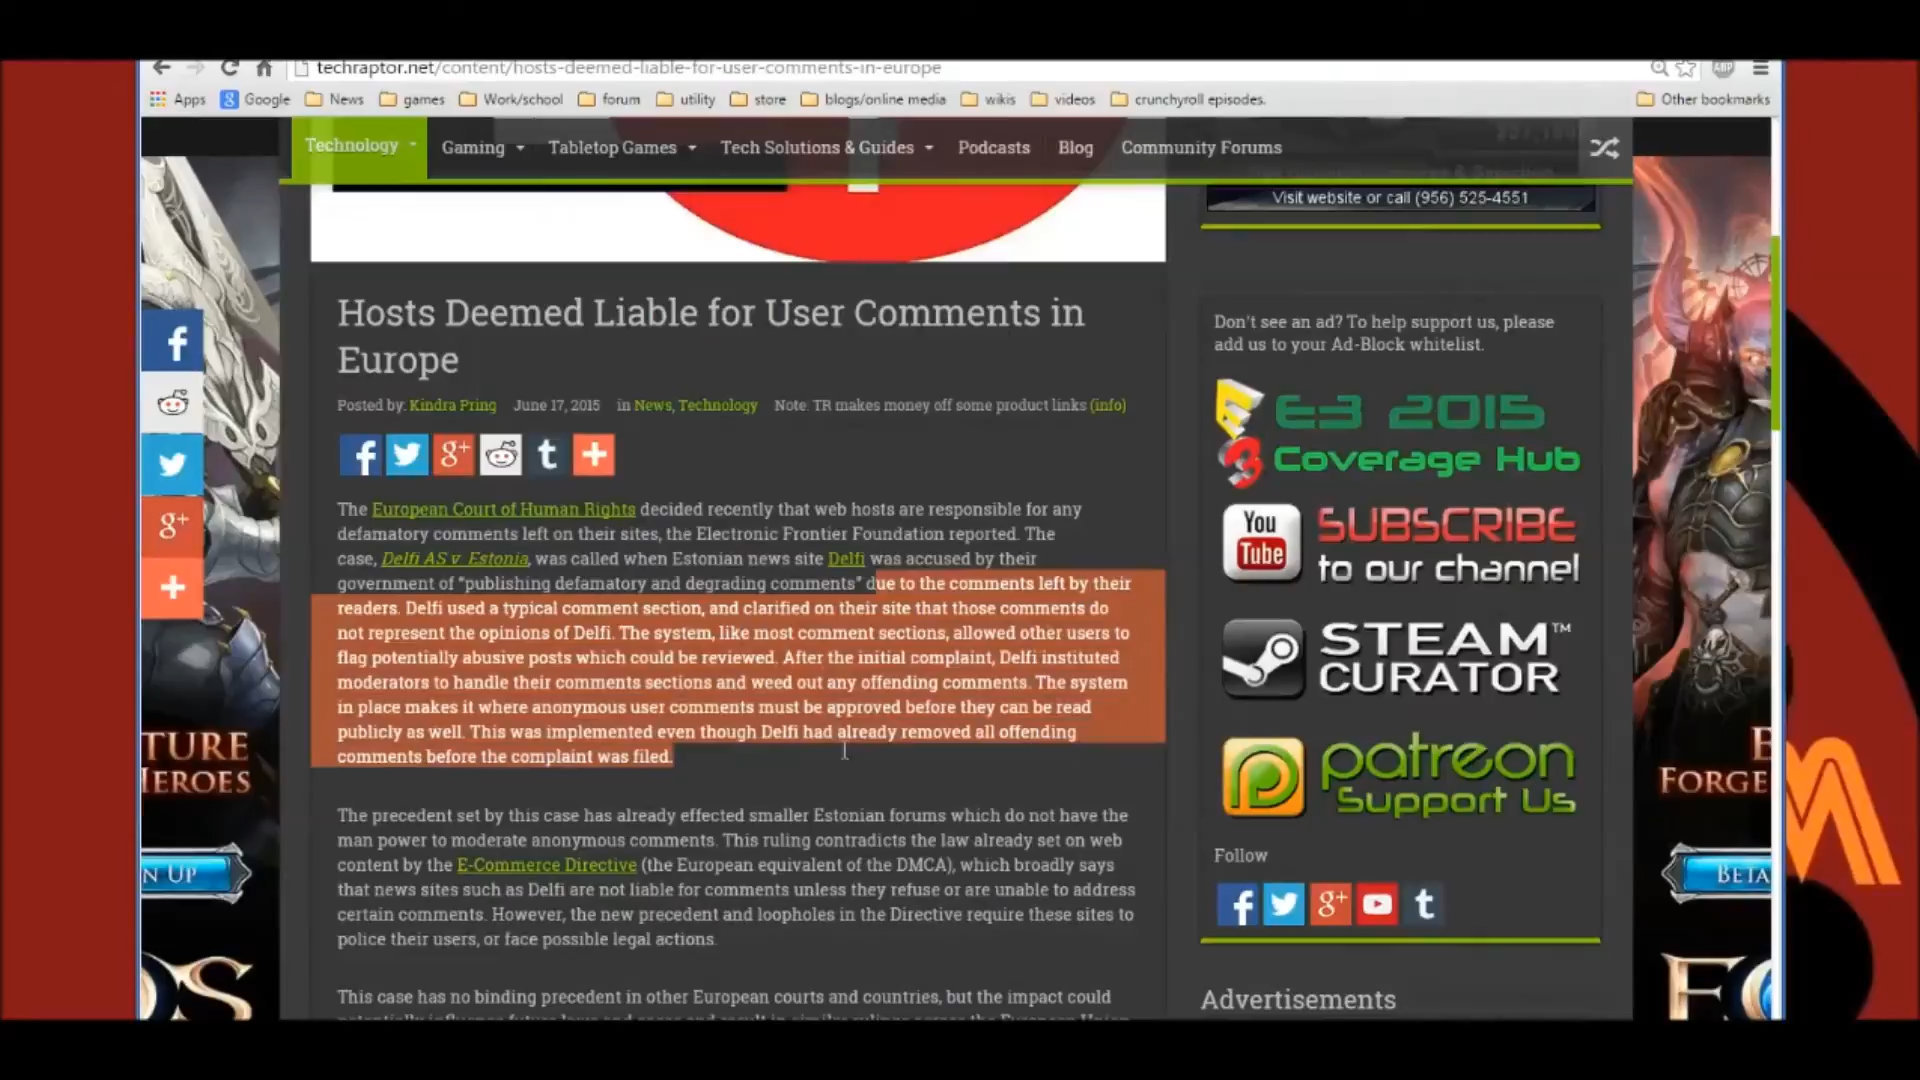 techraptor.net/content/hosts-deemed-liable-for-user-comments-in-europe
Apps Google News games Work/school forum utility store blogs/online media wikis videos crunchyroll episodes. Other bookmarks
Technology Gaming Tabletop Games Tech Solutions & Guides Podcasts Blog Community Forums
Visit website or call (956) 525-4551
Hosts Deemed Liable for User Comments in
Europe
Posted by: Kindra Pring June 17, 2015 in News, Technology Note: TR makes money off some product links (info)
The European Court of Human Rights decided recently that web hosts are responsible for any
defamatory comments left on their sites, the Electronic Frontier Foundation reported. The
case, Delfi AS v. Estonia, was called when Estonian news site Delfi was accused by their
government of "publishing defamatory and degrading comments" due to the comments left by their
readers. Delfi used a typical comment section, and clarified on their site that those comments do
not represent the opinions of Delfi. The system, like most comment sections, allowed other users to
flag potentially abusive posts which could be reviewed. After the initial complaint, Delfi instituted
moderators to handle their comments sections and weed out any offending comments. The system
in place makes it where anonymous user comments must be approved before they can be read
publicly as well. This was implemented even though Delfi had already removed all offending
comments before the complaint was filed.
The precedent set by this case has already effected smaller Estonian forums which do not have the
man power to moderate anonymous comments. This ruling contradicts the law already set on web
content by the E-Commerce Directive (the European equivalent of the DMCA), which broadly says
that news sites such as Delfi are not liable for comments unless they refuse or are unable to address
certain comments. However, the new precedent and loopholes in the Directive require these sites to
police their users, or face possible legal actions.
This case has no binding precedent in other European courts and countries, but the impact could
Don't see an ad? To help support us, please
add us to your Ad-Block whitelist.
E3 2015
Coverage Hub
You Tube SUBSCRIBE
to our channel
STEAM™
CURATOR
patreon
Support Us
Follow
Advertisements
TURE
HEROES
N UP
OS
B
FORGE
BETA